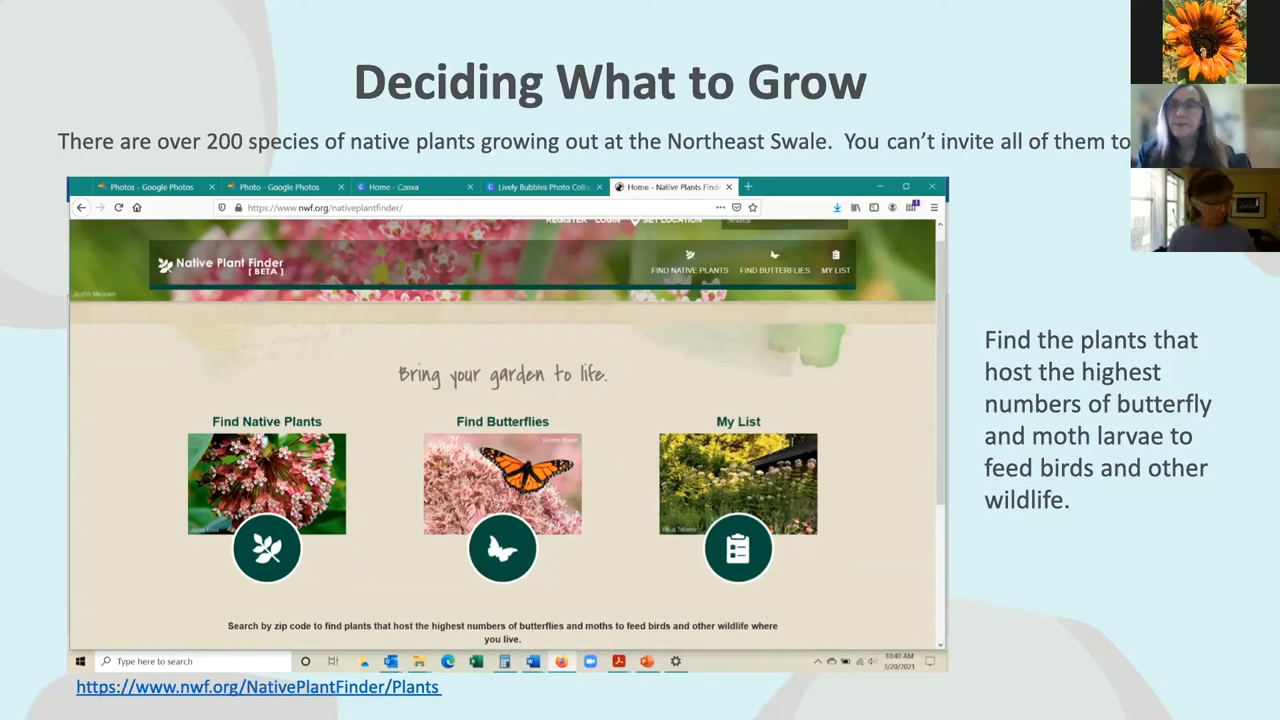 Deciding What to Grow
There are over 200 species of native plants growing out at the Northeast Swale. You can't invite all of them to
Photos - Google Photos
Photo - Google Photos
Home - Canva
Lively Bubbles Photo Colla
Home - Native Plants Finde
https://www.nwf.org/nativeplantfinder/
REGISTER LOGIN SET LOCATION
Native Plant Finder
[ BETA ]
FIND NATIVE PLANTS
FIND BUTTERFLIES
MY LIST
Justin Meissen
Bring your garden to life.
Find Native Plants
Find Butterflies
My List
Search by zip code to find plants that host the highest numbers of butterflies and moths to feed birds and other wildlife where
you live.
Type here to search
10:40 AM
3/20/2021
https://www.nwf.org/NativePlantFinder/Plants
Find the plants that
host the highest
numbers of butterfly
and moth larvae to
feed birds and other
wildlife.